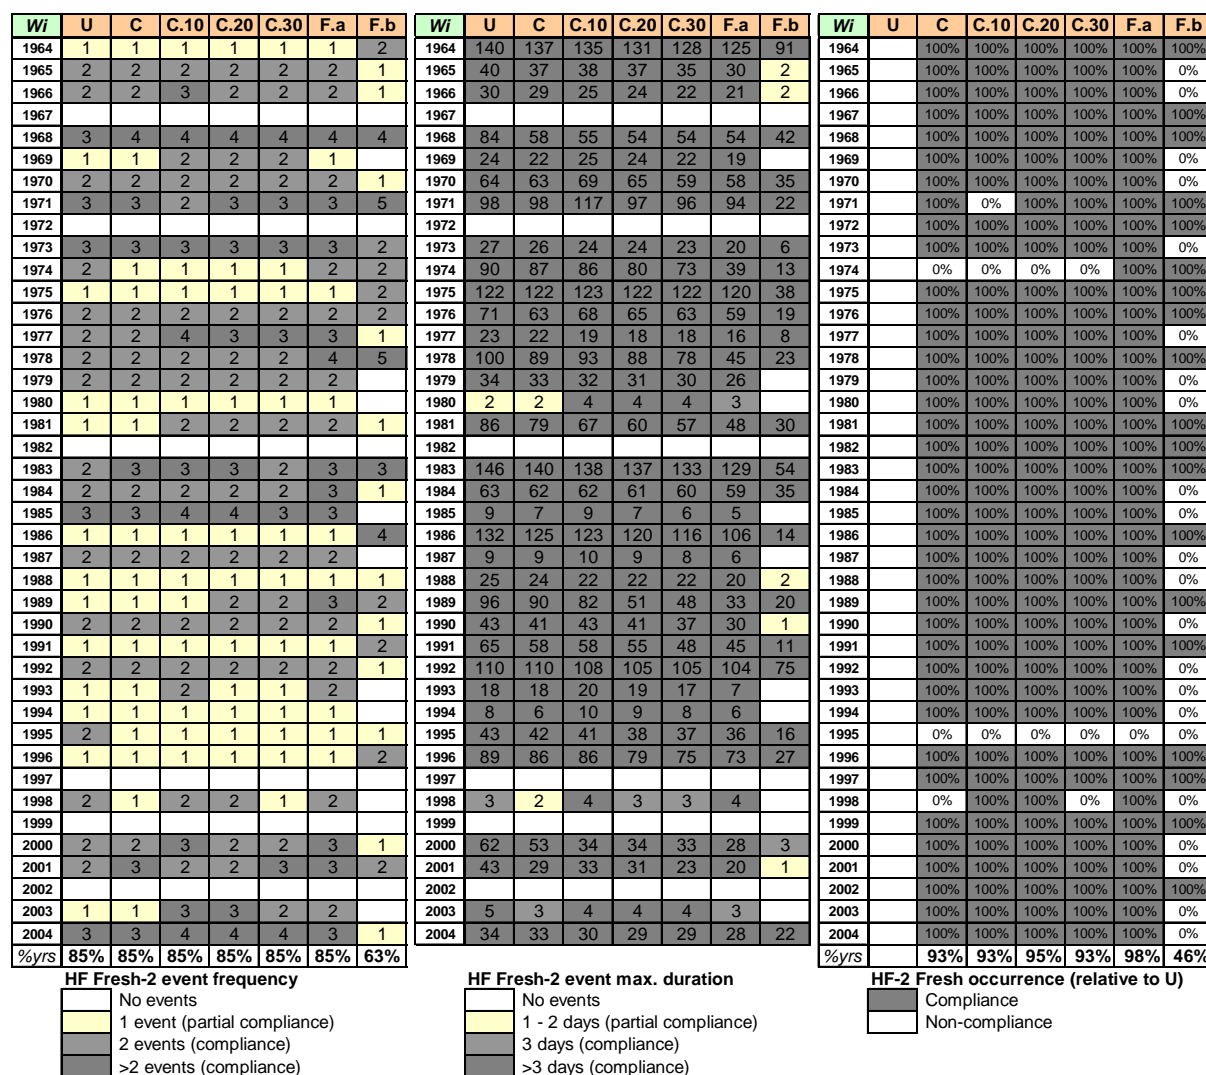 Wi U C C.10 C.20 C.30 F.a F.b
1964 1 1 1 1 1 1 2
1965 2 2 2 2 2 2 1
1966 2 2 3 2 2 2 1
1967
1968 3 4 4 4 4 4 4
1969 1 1 2 2 2 1
1970 2 2 2 2 2 2 1
1971 3 3 2 3 3 3 5
1972
1973 3 3 3 3 3 3 2
1974 2 1 1 1 1 2 2
1975 1 1 1 1 1 1 2
1976 2 2 2 2 2 2 2
1977 2 2 4 3 3 3 1
1978 2 2 2 2 2 4 5
1979 2 2 2 2 2 2
1980 1 1 1 1 1 1
1981 1 1 2 2 2 2 1
1982
1983 2 3 3 3 2 3 3
1984 2 2 2 2 2 3 1
1985 3 3 4 4 3 3
1986 1 1 1 1 1 1 4
1987 2 2 2 2 2 2
1988 1 1 1 1 1 1 1
1989 1 1 1 2 2 3 2
1990 2 2 2 2 2 2 1
1991 1 1 1 1 1 1 2
1992 2 2 2 2 2 2 1
1993 1 1 2 1 1 2
1994 1 1 1 1 1 1
1995 2 1 1 1 1 1 1
1996 1 1 1 1 1 1 2
1997
1998 2 1 2 2 1 2
1999
2000 2 2 3 2 2 3 1
2001 2 3 2 2 3 3 2
2002
2003 1 1 3 3 2 2
2004 3 3 4 4 4 3 1
%yrs 85% 85% 85% 85% 85% 85% 63%
HF Fresh-2 event frequency
No events
1 event (partial compliance)
2 events (compliance)
>2 events (compliance)
Wi U C C.10 C.20 C.30 F.a F.b
1964 140 137 135 131 128 125 91
1965 40 37 38 37 35 30 2
1966 30 29 25 24 22 21 2
1967
1968 84 58 55 54 54 54 42
1969 24 22 25 24 22 19
1970 64 63 69 65 59 58 35
1971 98 98 117 97 96 94 22
1972
1973 27 26 24 24 23 20 6
1974 90 87 86 80 73 39 13
1975 122 122 123 122 122 120 38
1976 71 63 68 65 63 59 19
1977 23 22 19 18 18 16 8
1978 100 89 93 88 78 45 23
1979 34 33 32 31 30 26
1980 2 2 4 4 4 3
1981 86 79 67 60 57 48 30
1982
1983 146 140 138 137 133 129 54
1984 63 62 62 61 60 59 35
1985 9 7 9 7 6 5
1986 132 125 123 120 116 106 14
1987 9 9 10 9 8 6
1988 25 24 22 22 22 20 2
1989 96 90 82 51 48 33 20
1990 43 41 43 41 37 30 1
1991 65 58 58 55 48 45 11
1992 110 110 108 105 105 104 75
1993 18 18 20 19 17 7
1994 8 6 10 9 8 6
1995 43 42 41 38 37 36 16
1996 89 86 86 79 75 73 27
1997
1998 3 2 4 3 3 4
1999
2000 62 53 34 34 33 28 3
2001 43 29 33 31 23 20 1
2002
2003 5 3 4 4 4 3
2004 34 33 30 29 29 28 22
HF Fresh-2 event max. duration
No events
1 - 2 days (partial compliance)
3 days (compliance)
>3 days (compliance)
Wi U C C.10 C.20 C.30 F.a F.b
1964 100% 100% 100% 100% 100% 100%
1965 100% 100% 100% 100% 100% 0%
1966 100% 100% 100% 100% 100% 0%
1967 100% 100% 100% 100% 100% 100%
1968 100% 100% 100% 100% 100% 100%
1969 100% 100% 100% 100% 100% 0%
1970 100% 100% 100% 100% 100% 0%
1971 100% 0% 100% 100% 100% 100%
1972 100% 100% 100% 100% 100% 100%
1973 100% 100% 100% 100% 100% 0%
1974 0% 0% 0% 0% 100% 100%
1975 100% 100% 100% 100% 100% 100%
1976 100% 100% 100% 100% 100% 100%
1977 100% 100% 100% 100% 100% 0%
1978 100% 100% 100% 100% 100% 100%
1979 100% 100% 100% 100% 100% 0%
1980 100% 100% 100% 100% 100% 0%
1981 100% 100% 100% 100% 100% 100%
1982 100% 100% 100% 100% 100% 100%
1983 100% 100% 100% 100% 100% 100%
1984 100% 100% 100% 100% 100% 0%
1985 100% 100% 100% 100% 100% 0%
1986 100% 100% 100% 100% 100% 100%
1987 100% 100% 100% 100% 100% 0%
1988 100% 100% 100% 100% 100% 0%
1989 100% 100% 100% 100% 100% 100%
1990 100% 100% 100% 100% 100% 0%
1991 100% 100% 100% 100% 100% 100%
1992 100% 100% 100% 100% 100% 0%
1993 100% 100% 100% 100% 100% 0%
1994 100% 100% 100% 100% 100% 0%
1995 0% 0% 0% 0% 0% 0%
1996 100% 100% 100% 100% 100% 100%
1997 100% 100% 100% 100% 100% 100%
1998 0% 100% 100% 0% 100% 0%
1999 100% 100% 100% 100% 100% 100%
2000 100% 100% 100% 100% 100% 0%
2001 100% 100% 100% 100% 100% 0%
2002 100% 100% 100% 100% 100% 100%
2003 100% 100% 100% 100% 100% 0%
2004 100% 100% 100% 100% 100% 0%
%yrs 93% 93% 95% 93% 98% 46%
HF-2 Fresh occurrence (relative to U)
Compliance
Non-compliance